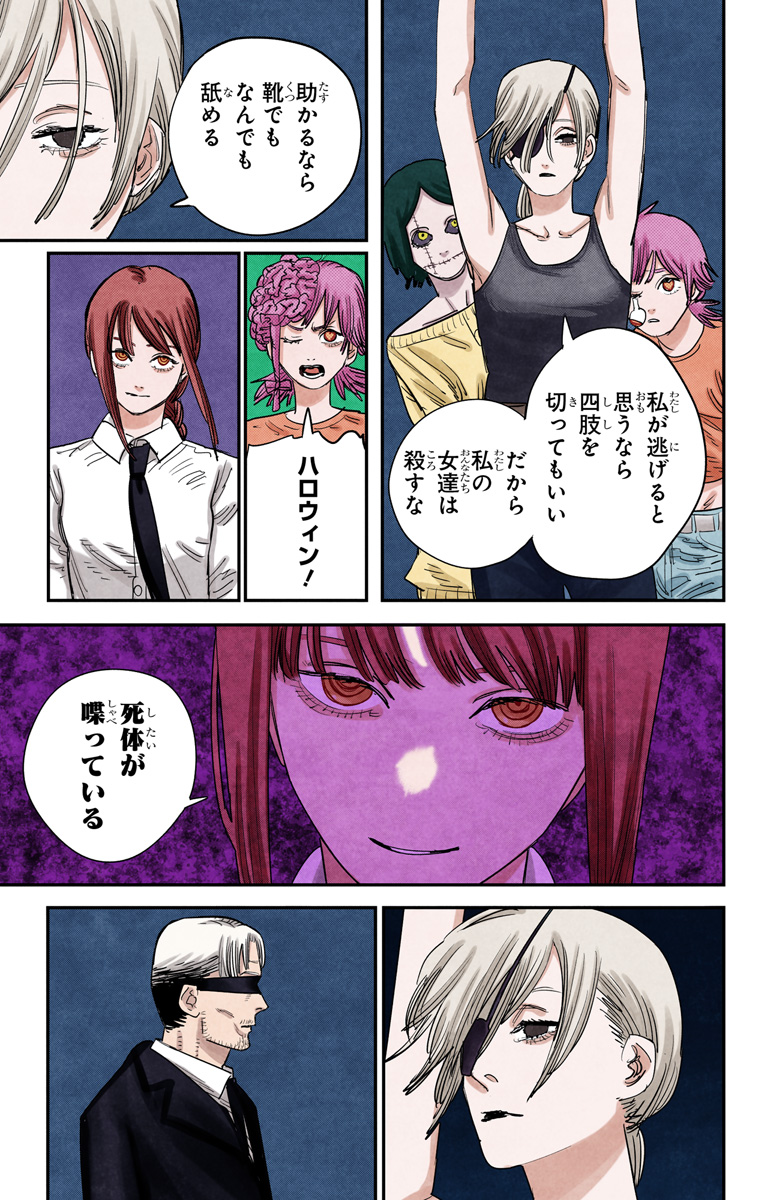 私が逃げると
思うなら
四肢を
切ってもいい
だから
私の
女達は
殺すな
助かるなら
靴でも
なんでも
舐める
ハロウィン！
死体が
喋っている